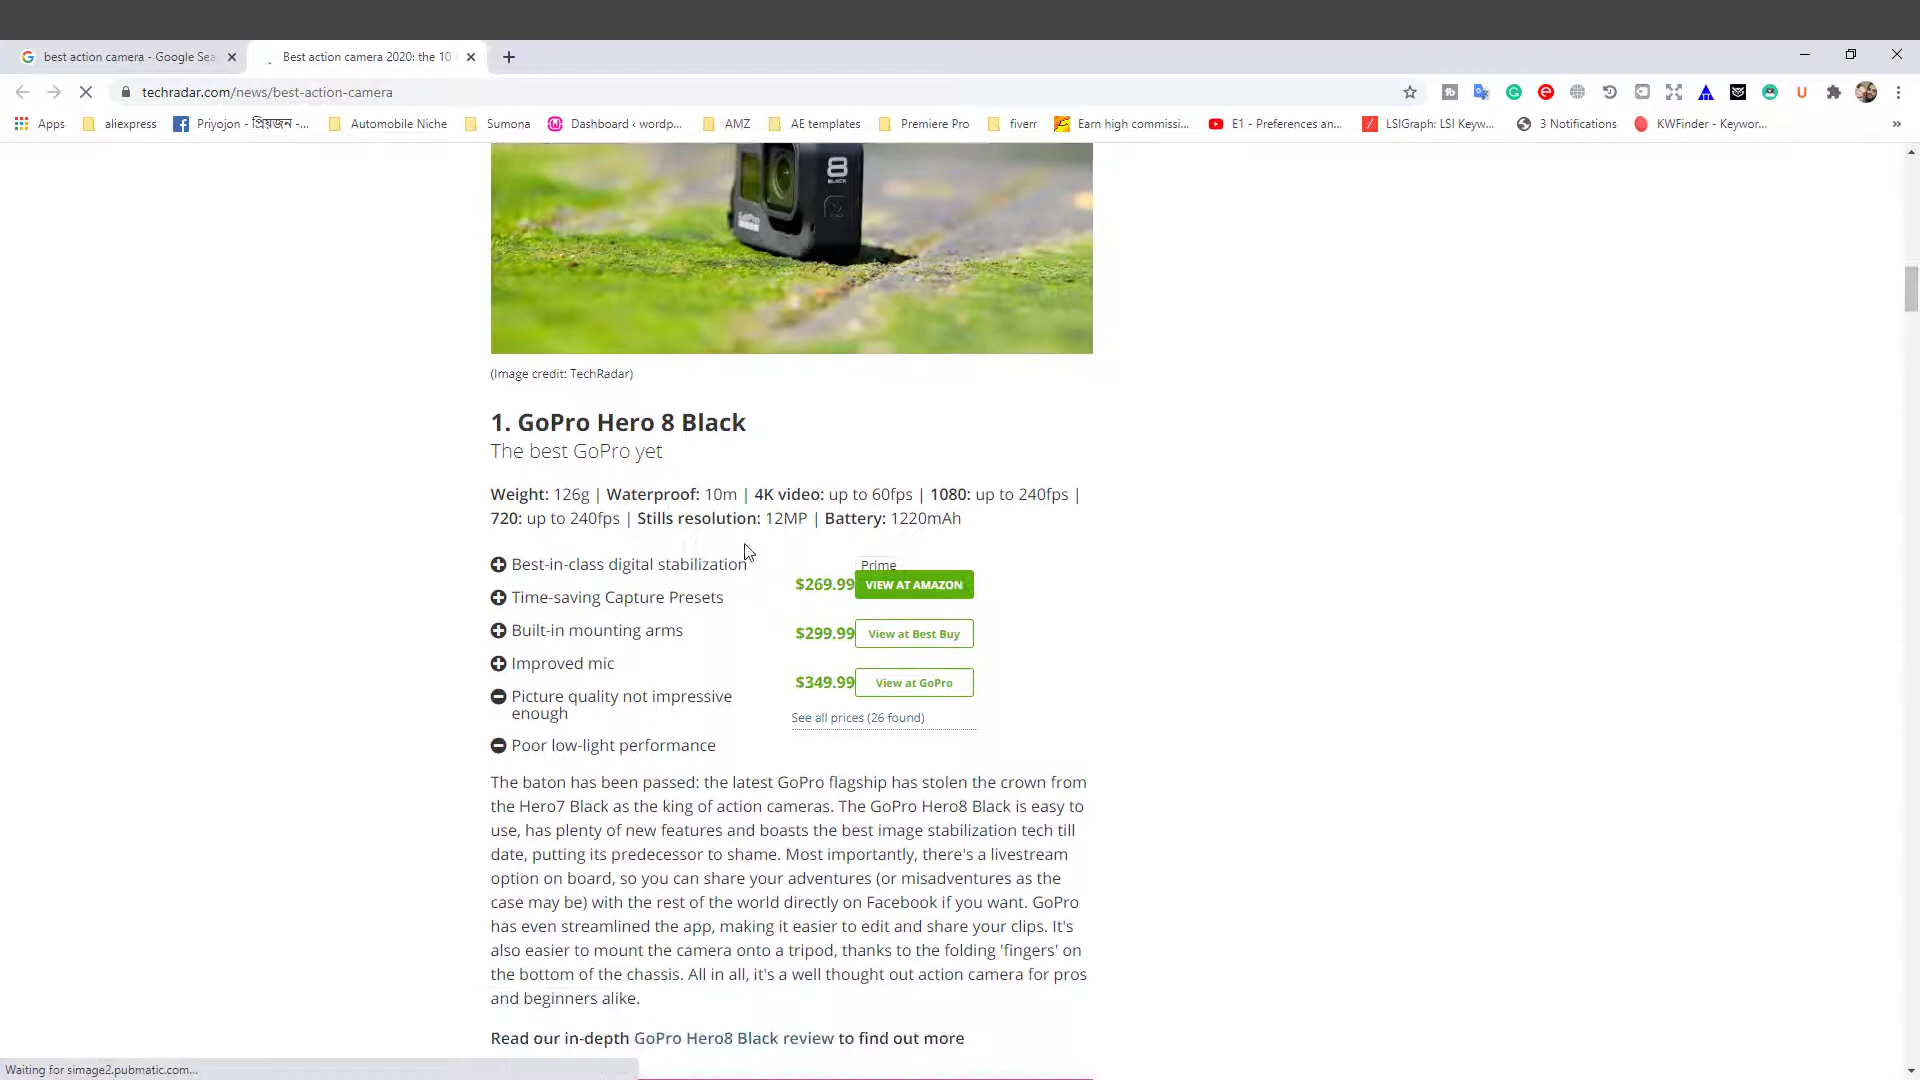 best action camera - Google Sea
Best action camera 2020: the 10
techradar.com/news/best-action-camera
Apps
aliexpress
Priyojon - প্রিয়জন -...
Automobile Niche
Sumona
Dashboard ‹ wordp...
AMZ
AE templates
Premiere Pro
fiverr
Earn high commissi...
E1 - Preferences an...
LSIGraph: LSI Keyw...
3 Notifications
KWFinder - Keywor...
»
8
BLACK
GoPro
(Image credit: TechRadar)
1. GoPro Hero 8 Black
The best GoPro yet
Weight: 126g | Waterproof: 10m | 4K video: up to 60fps | 1080: up to 240fps |
720: up to 240fps | Stills resolution: 12MP | Battery: 1220mAh
Best-in-class digital stabilization
Time-saving Capture Presets
Built-in mounting arms
Improved mic
Picture quality not impressive
enough
Poor low-light performance
Prime
$269.99 VIEW AT AMAZON
$299.99 View at Best Buy
$349.99 View at GoPro
See all prices (26 found)
The baton has been passed: the latest GoPro flagship has stolen the crown from
the Hero7 Black as the king of action cameras. The GoPro Hero8 Black is easy to
use, has plenty of new features and boasts the best image stabilization tech till
date, putting its predecessor to shame. Most importantly, there's a livestream
option on board, so you can share your adventures (or misadventures as the
case may be) with the rest of the world directly on Facebook if you want. GoPro
has even streamlined the app, making it easier to edit and share your clips. It's
also easier to mount the camera onto a tripod, thanks to the folding 'fingers' on
the bottom of the chassis. All in all, it's a well thought out action camera for pros
and beginners alike.
Read our in-depth GoPro Hero8 Black review to find out more
Waiting for simage2.pubmatic.com...